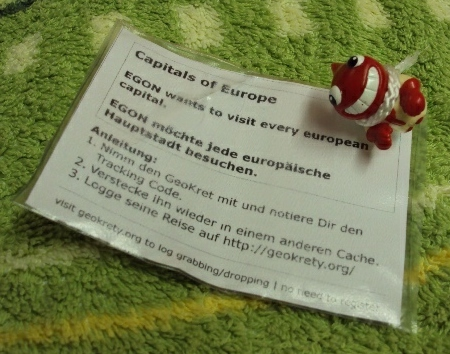 Capitals of Europe
EGON wants to visit every european
capital.
EGON möchte jede europäische
Hauptstadt besuchen.
Anleitung:
1. Nimm den GeoKret mit und notiere Dir den
Tracking Code.
2. Verstecke ihn wieder in einem anderen Cache.
3. Logge seine Reise auf http://geokrety.org/
visit geokrety.org to log grabbing/dropping | no need to register